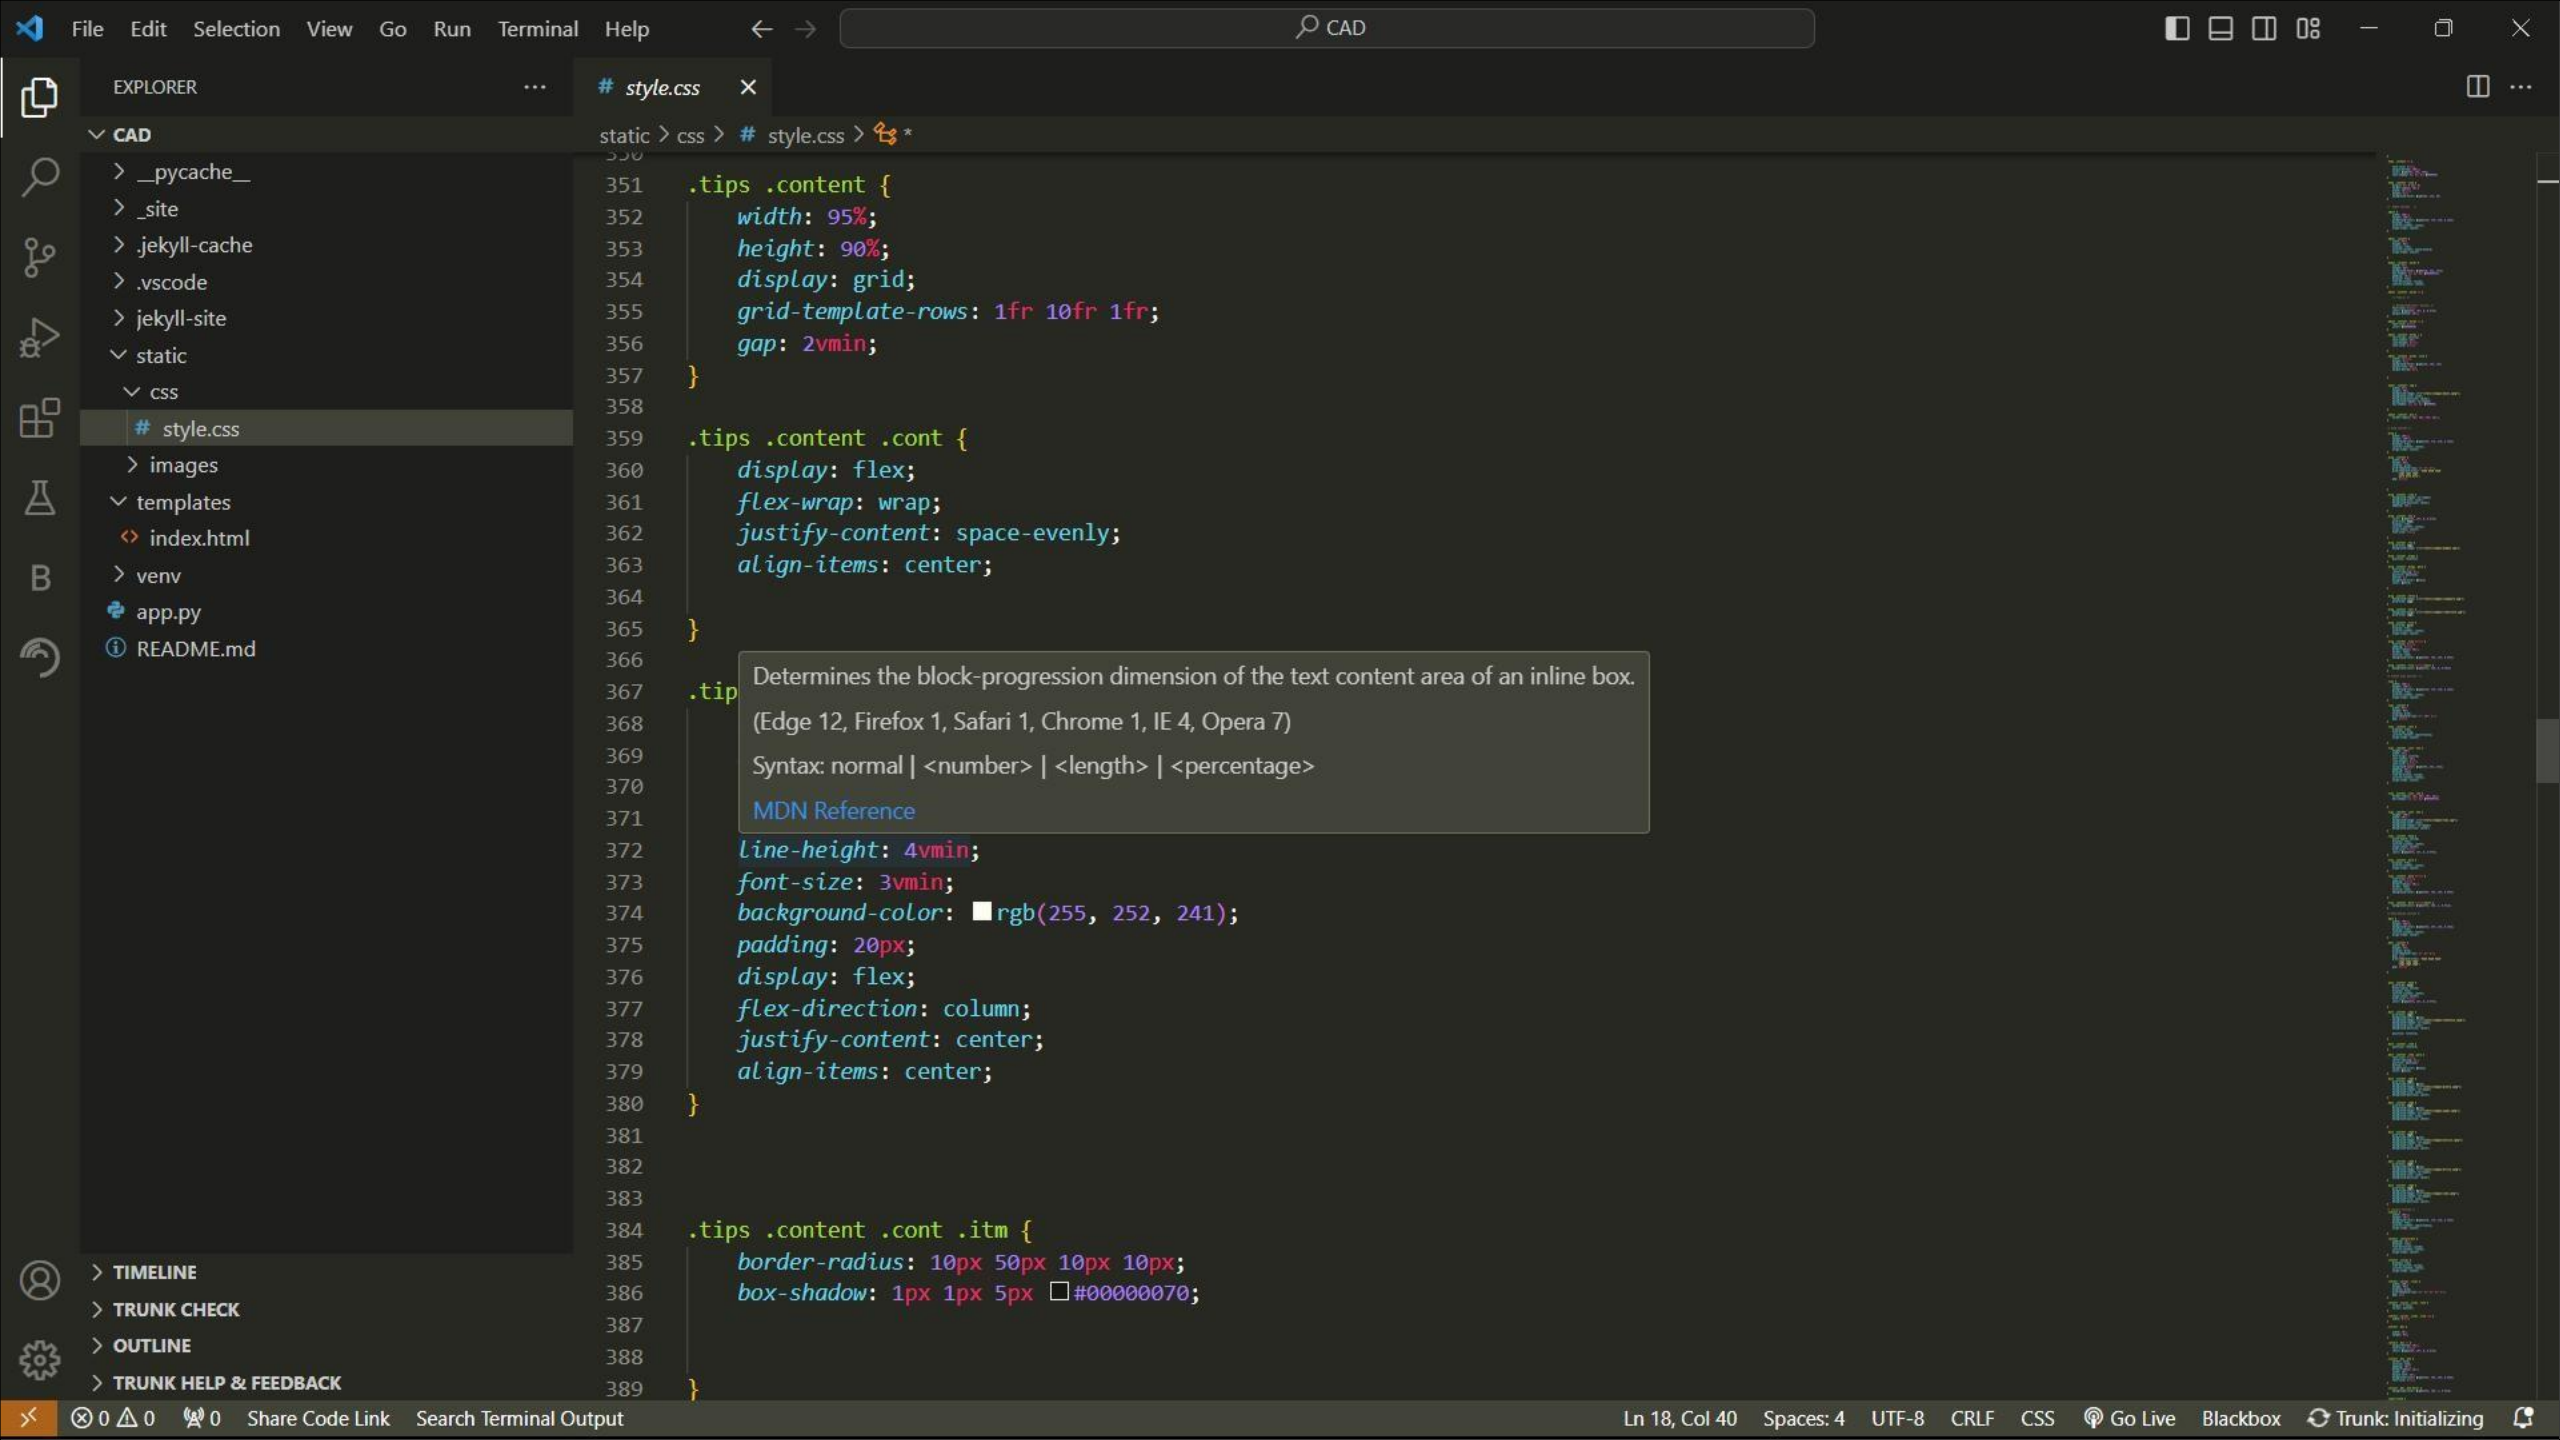 File Edit Selection View Go Run Terminal Help
CAD
EXPLORER
CAD
__pycache__
_site
.jekyll-cache
.vscode
jekyll-site
static
css
# style.css
images
templates
index.html
venv
app.py
README.md
TIMELINE
TRUNK CHECK
OUTLINE
TRUNK HELP & FEEDBACK
# style.css
static > css > # style.css > *
350
351 .tips .content {
352 width: 95%;
353 height: 90%;
354 display: grid;
355 grid-template-rows: 1fr 10fr 1fr;
356 gap: 2vmin;
357 }
358
359 .tips .content .cont {
360 display: flex;
361 flex-wrap: wrap;
362 justify-content: space-evenly;
363 align-items: center;
364
365 }
366
367 .tip
368
369
370
371
Determines the block-progression dimension of the text content area of an inline box.
(Edge 12, Firefox 1, Safari 1, Chrome 1, IE 4, Opera 7)
Syntax: normal | <number> | <length> | <percentage>
MDN Reference
372 line-height: 4vmin;
373 font-size: 3vmin;
374 background-color: rgb(255, 252, 241);
375 padding: 20px;
376 display: flex;
377 flex-direction: column;
378 justify-content: center;
379 align-items: center;
380 }
381
382
383
384 .tips .content .cont .itm {
385 border-radius: 10px 50px 10px 10px;
386 box-shadow: 1px 1px 5px #00000070;
387
388
389 }
0 0 0 Share Code Link Search Terminal Output Ln 18, Col 40 Spaces: 4 UTF-8 CRLF CSS Go Live Blackbox Trunk: Initializing